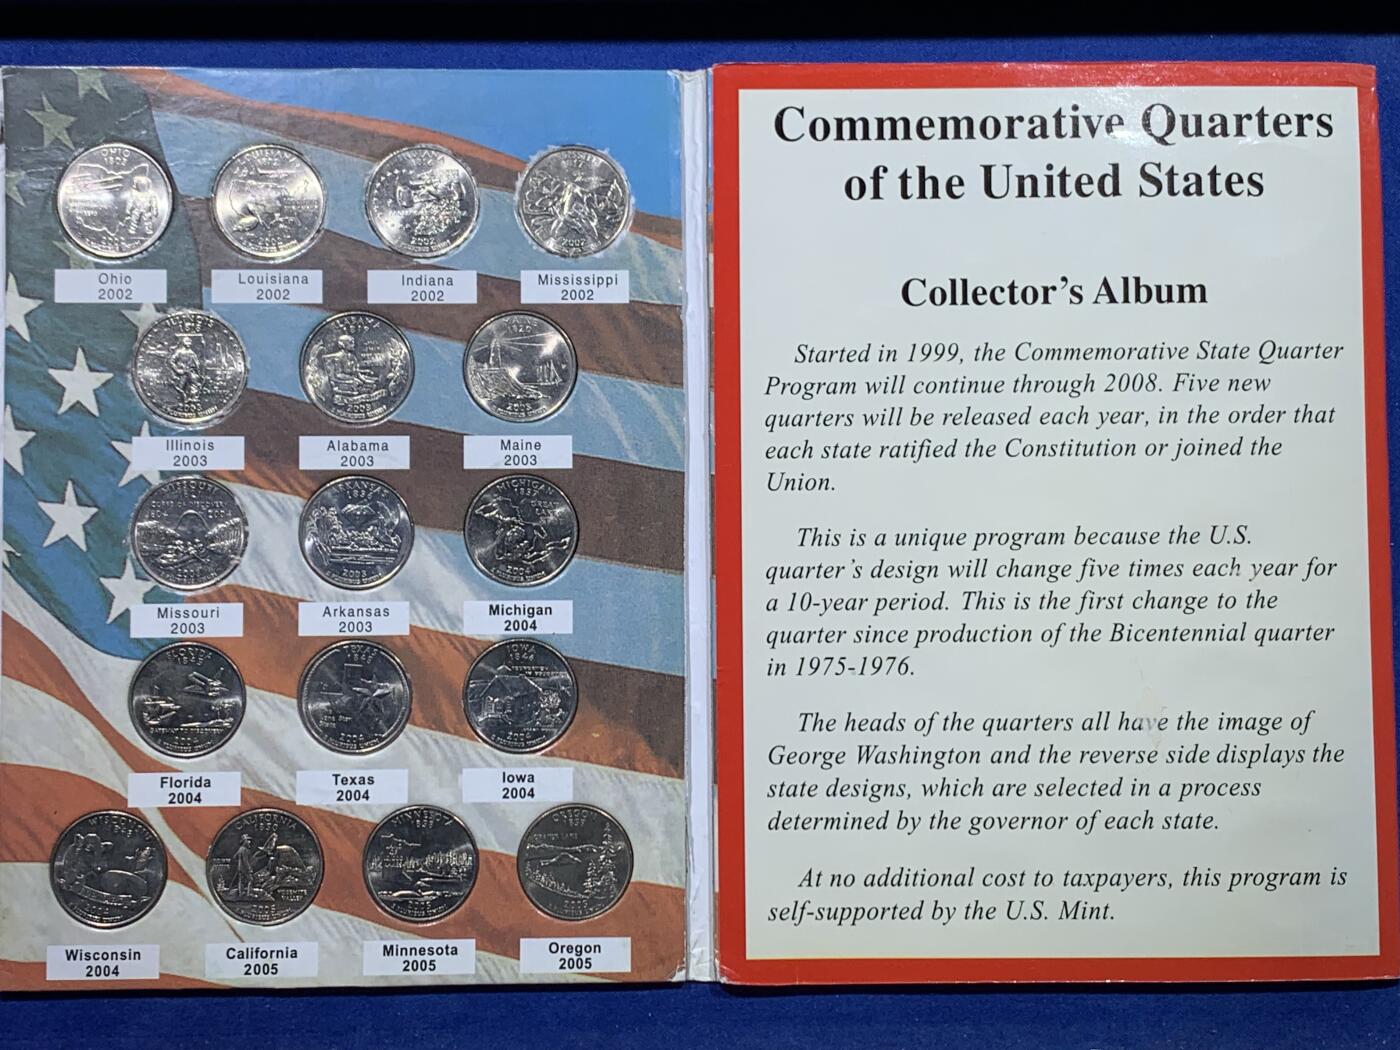 Ohio
2002
Louisiana
2002
Indiana
2002
Mississippi
2002
Illinois
2003
Alabama
2003
Maine
2003
Missouri
2003
Arkansas
2003
Michigan
2004
Florida
2004
Texas
2004
Iowa
2004
Wisconsin
2004
California
2005
Minnesota
2005
Oregon
2005
Commemorative Quarters
of the United States
Collector's Album
Started in 1999, the Commemorative State Quarter
Program will continue through 2008. Five new
quarters will be released each year, in the order that
each state ratified the Constitution or joined the
Union.
This is a unique program because the U.S.
quarter's design will change five times each year for
a 10-year period. This is the first change to the
quarter since production of the Bicentennial quarter
in 1975-1976.
The heads of the quarters all have the image of
George Washington and the reverse side displays the
state designs, which are selected in a process
determined by the governor of each state.
At no additional cost to taxpayers, this program is
self-supported by the U.S. Mint.